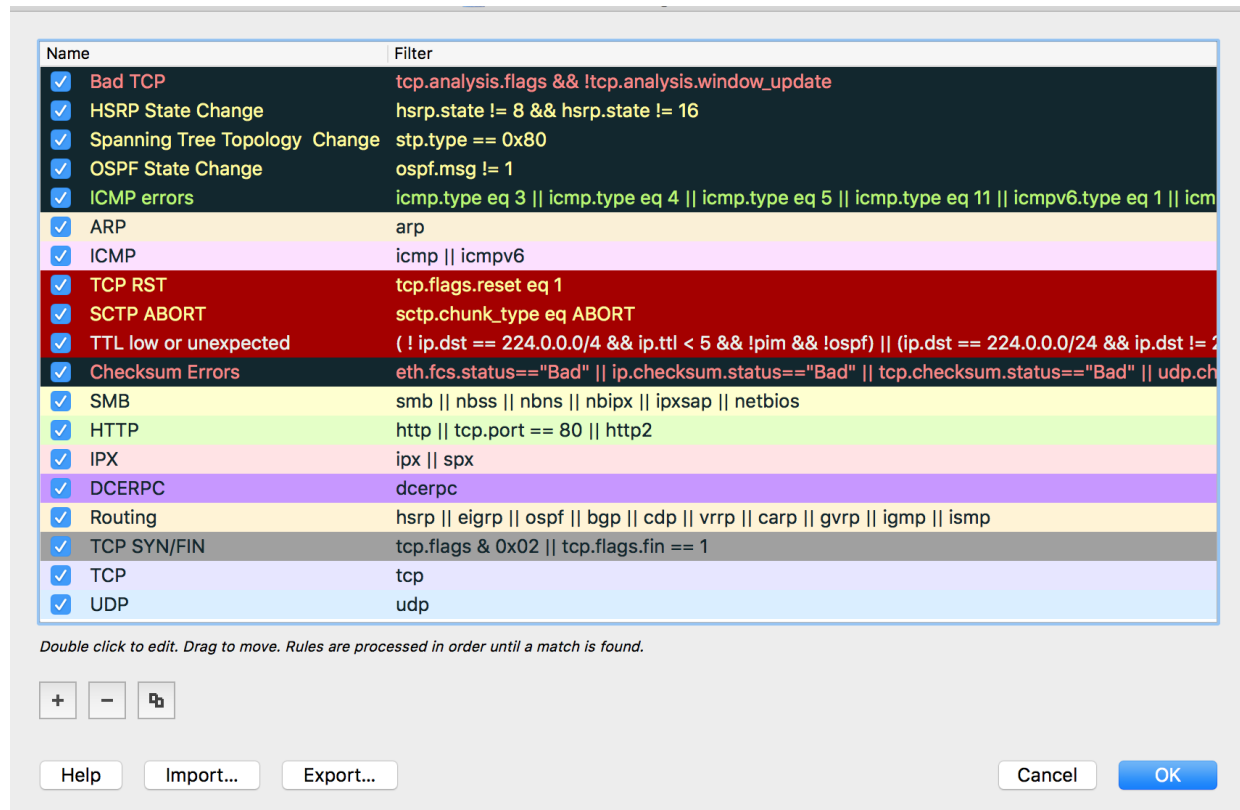 Name Filter
Bad TCP tcp.analysis.flags && !tcp.analysis.window_update
HSRP State Change hsrp.state != 8 && hsrp.state != 16
Spanning Tree Topology  Change stp.type == 0x80
OSPF State Change ospf.msg != 1
ICMP errors icmp.type eq 3 || icmp.type eq 4 || icmp.type eq 5 || icmp.type eq 11 || icmpv6.type eq 1 || icm
ARP arp
ICMP icmp || icmpv6
TCP RST tcp.flags.reset eq 1
SCTP ABORT sctp.chunk_type eq ABORT
TTL low or unexpected ( ! ip.dst == 224.0.0.0/4 && ip.ttl < 5 && !pim && !ospf) || (ip.dst == 224.0.0.0/24 && ip.dst !=
Checksum Errors eth.fcs.status=="Bad" || ip.checksum.status=="Bad" || tcp.checksum.status=="Bad" || udp.ch
SMB smb || nbss || nbns || nbipx || ipxsap || netbios
HTTP http || tcp.port == 80 || http2
IPX ipx || spx
DCERPC dcerpc
Routing hsrp || eigrp || ospf || bgp || cdp || vrrp || carp || gvrp || igmp || ismp
TCP SYN/FIN tcp.flags & 0x02 || tcp.flags.fin == 1
TCP tcp
UDP udp
Double click to edit. Drag to move. Rules are processed in order until a match is found.
+ −
Help Import... Export... Cancel OK